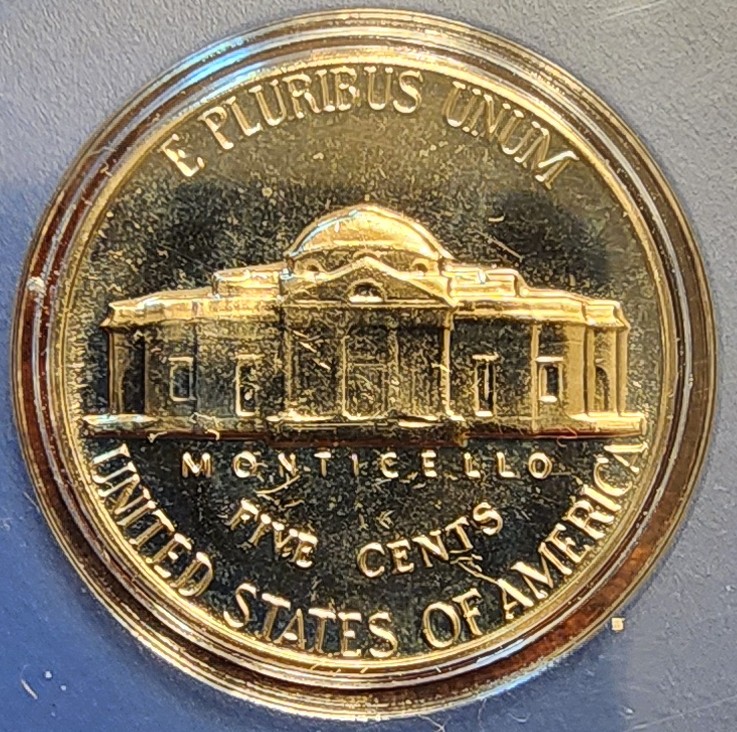 E PLURIBUS UNUM
MONTICELLO
FIVE CENTS
UNITED STATES OF AMERICA